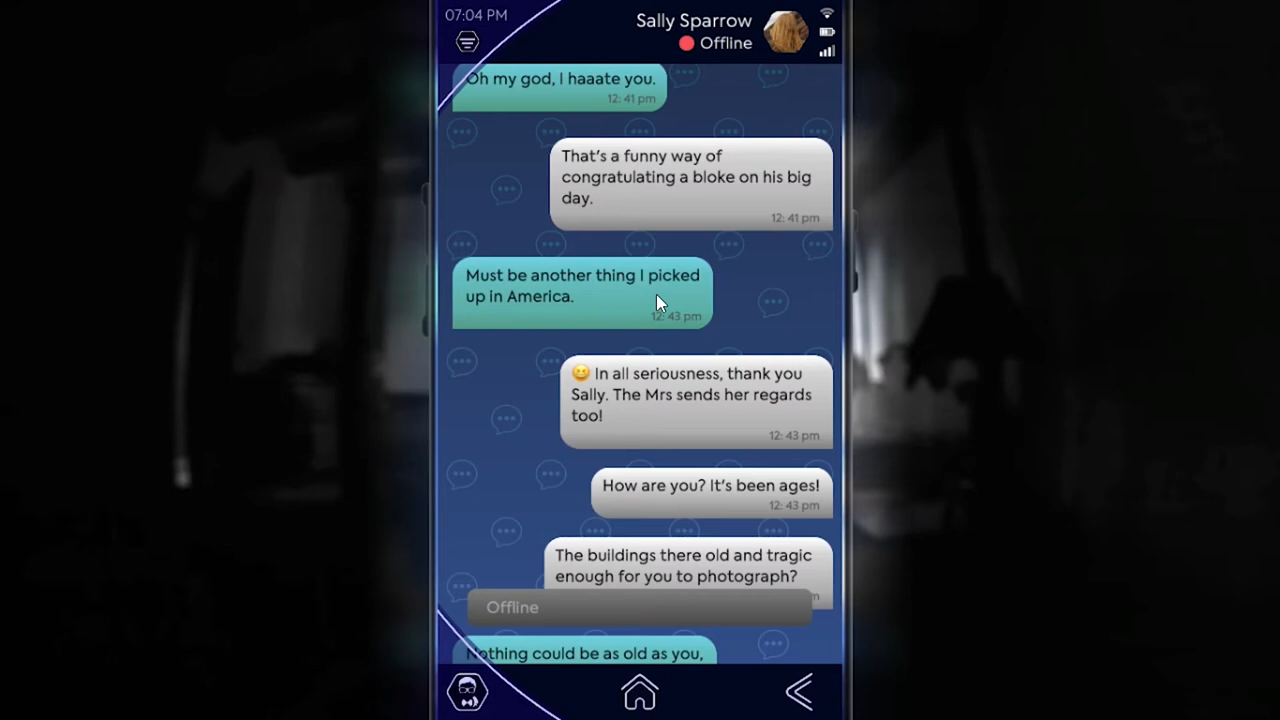 07:04 PM
Sally Sparrow
Offline
Oh my god, I haaate you.
12: 41 pm
That's a funny way of
congratulating a bloke on his big
day.
12: 41 pm
Must be another thing I picked
up in America.
12: 43 pm
😆 In all seriousness, thank you
Sally. The Mrs sends her regards
too!
12: 43 pm
How are you? It's been ages!
12: 43 pm
The buildings there old and tragic
enough for you to photograph?
Offline
Nothing could be as old as you,